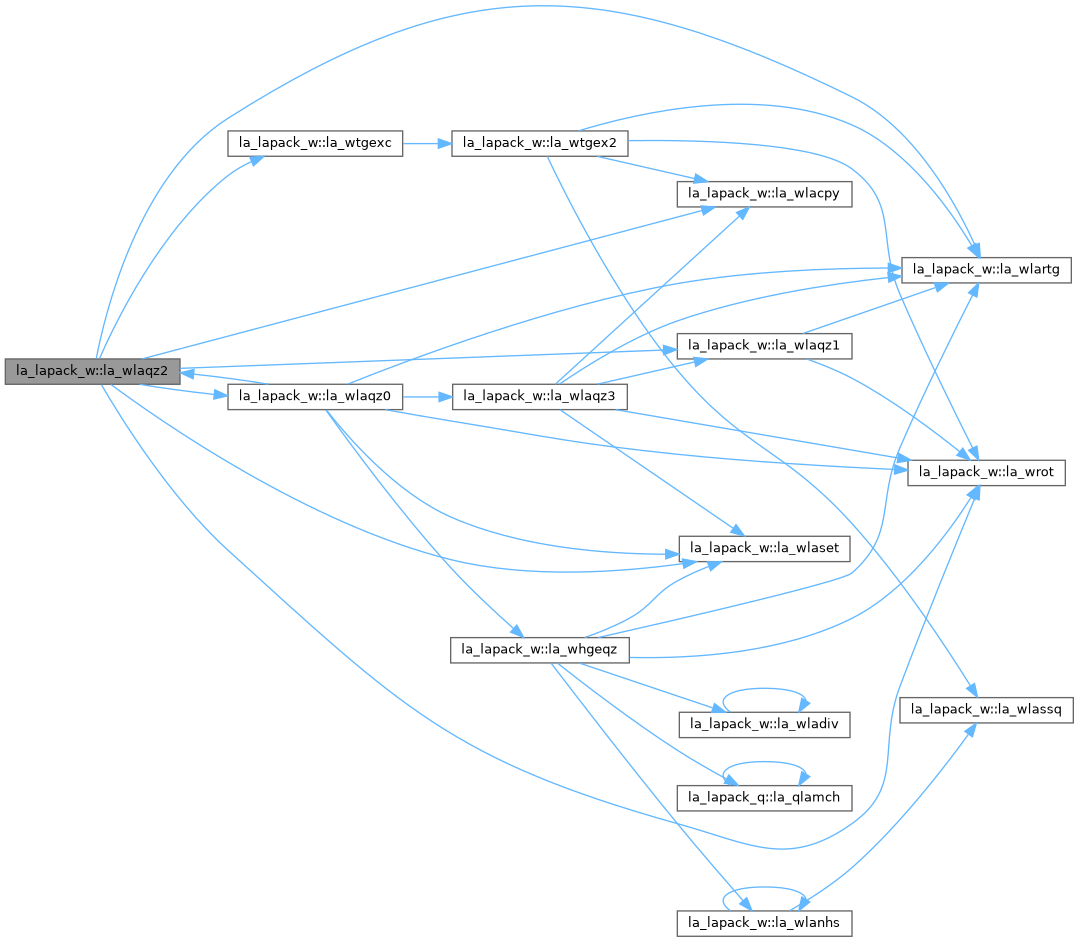 la_lapack_w::la_wtgexc
la_lapack_w::la_wtgex2
la_lapack_w::la_wlacpy
la_lapack_w::la_wlartg
la_lapack_w::la_wlaqz1
la_lapack_w::la_wlaqz2
la_lapack_w::la_wlaqz0
la_lapack_w::la_wlaqz3
la_lapack_w::la_wrot
la_lapack_w::la_wlaset
la_lapack_w::la_whgeqz
la_lapack_w::la_wlassq
la_lapack_w::la_wladiv
la_lapack_q::la_qlamch
la_lapack_w::la_wlanhs